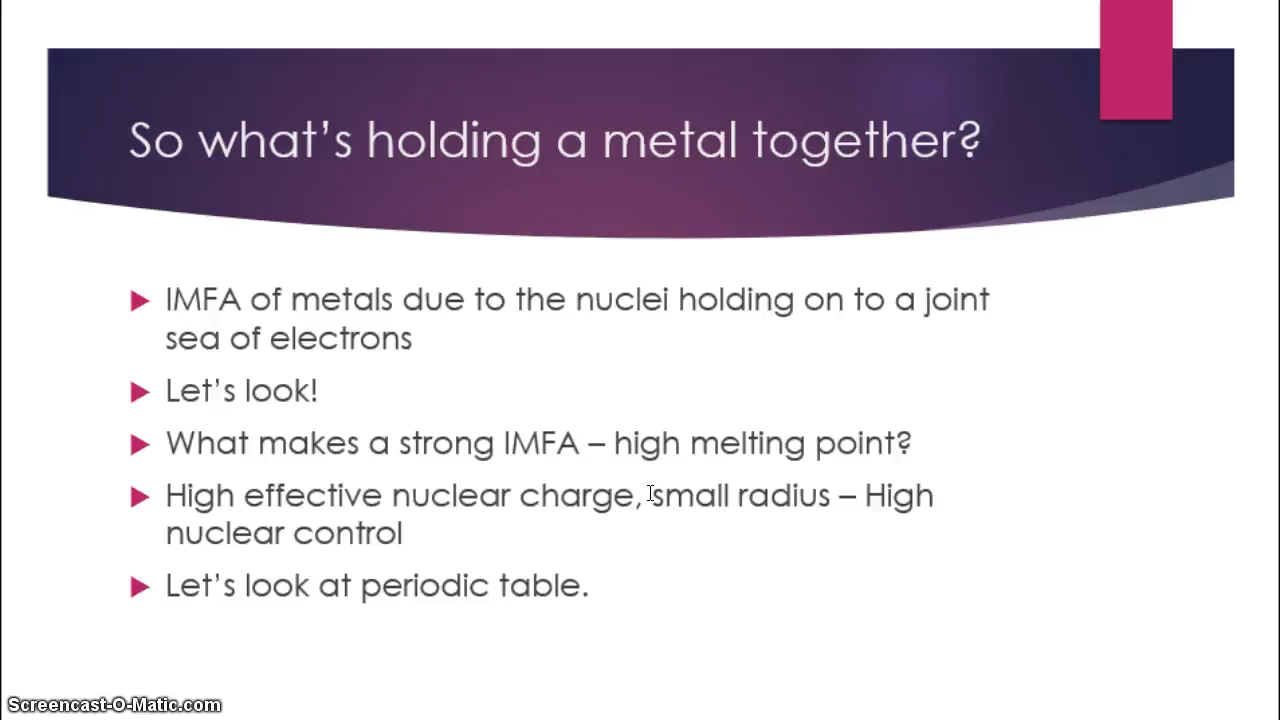 So what's holding a metal together?
IMFA of metals due to the nuclei holding on to a joint
sea of electrons
Let's look!
What makes a strong IMFA – high melting point?
High effective nuclear charge, small radius – High
nuclear control
Let's look at periodic table.
Screencast-O-Matic.com